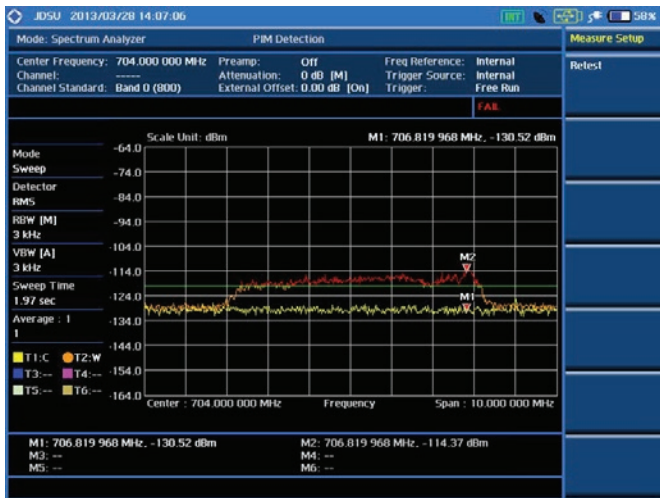 JDSU 2013/03/28 14:07:06 INT 58%
Mode: Spectrum Analyzer PIM Detection Measure Setup
Center Frequency: 704.000 000 MHz Preamp: Off Freq Reference: Internal
Channel: ----- Attenuation: 0 dB [M] Trigger Source: Internal
Channel Standard: Band 0 (800) External Offset: 0.00 dB [On] Trigger: Free Run
Retest
FAIL
Scale Unit: dBm M1: 706.819 968 MHz, -130.52 dBm
Mode
Sweep
Detector
RMS
RBW [M]
3 kHz
VBW [A]
3 kHz
Sweep Time
1.97 sec
Average : 1
1
T1:C T2:W
T3:-- T4:--
T5:-- T6:--
-64.0
-74.0
-84.0
-94.0
-104.0
-114.0
-124.0
-134.0
-144.0
-154.0
-164.0
M2
M1
Center : 704.000 000 MHz Frequency Span : 10.000 000 MHz
M1: 706.819 968 MHz, -130.52 dBm M2: 706.819 968 MHz, -114.37 dBm
M3: -- M4: --
M5: -- M6: --